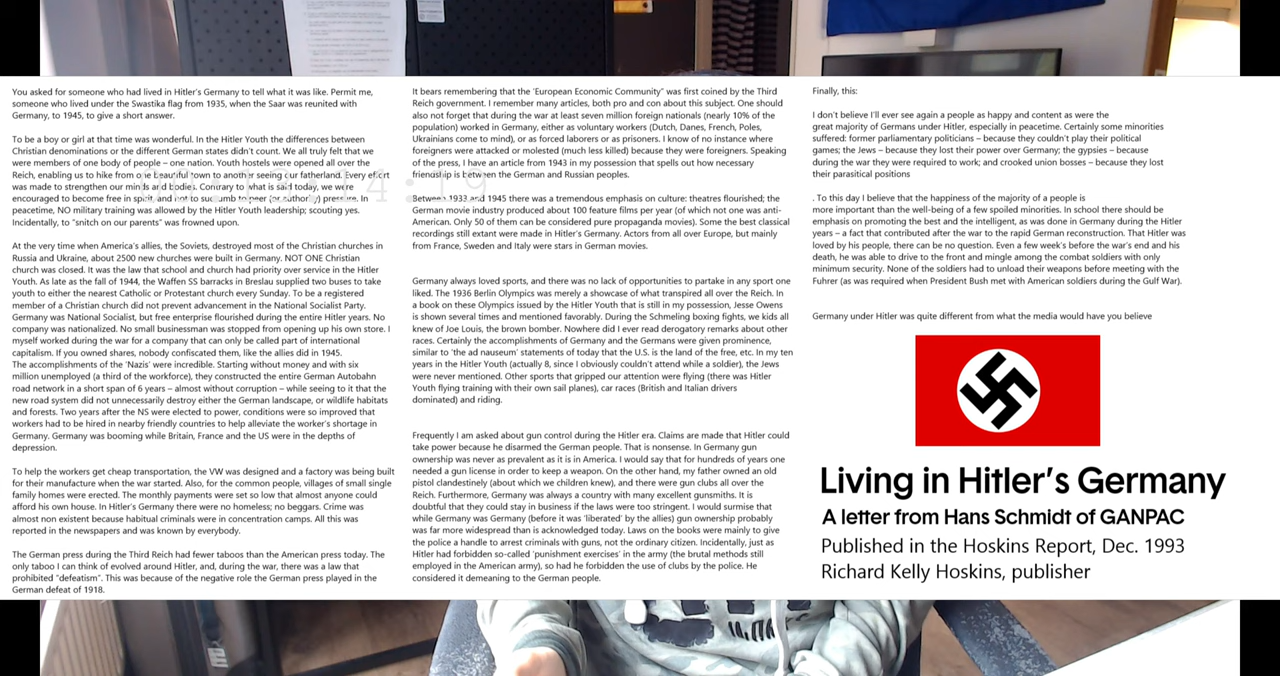 You asked for someone who had lived in Hitler's Germany to tell what it was like. Permit me,
someone who lived under the Swastika flag from 1935, when the Saar was reunited with
Germany, to 1945, to give a short answer.
To be a boy or girl at that time was wonderful. In the Hitler Youth the differences between
Christian denominations or the different German states didn't count. We all truly felt that we
were members of one body of people – one nation. Youth hostels were opened all over the
Reich, enabling us to hike from one town to another seeing our fatherland. Every effort
was made to strengthen our minds and bodies. Contrary to what is said today, we were
encouraged to become free in spirit and not to succumb to peer (or authority) pressure. In
peacetime, NO military training was allowed by the Hitler Youth leadership; scouting yes.
Incidentally, to "snitch on our parents" was frowned upon.
At the very time when America's allies, the Soviets, destroyed most of the Christian churches in
Russia and Ukraine, about 2500 new churches were built in Germany. NOT ONE Christian
church was closed. It was the law that school and church had priority over service in the Hitler
Youth. As late as the fall of 1944, the Waffen SS barracks in Breslau supplied two buses to take
youth to either the nearest Catholic or Protestant church every Sunday. To be a registered
member of a Christian church did not prevent advancement in the National Socialist Party.
Germany was National Socialist, but free enterprise flourished during the entire Hitler years. No
company was nationalized. No small businessman was stopped from opening up his own store. I
myself worked during the war for a company that can only be called part of international
capitalism. If you owned shares, nobody confiscated them, like the allies did in 1945.
The accomplishments of the 'Nazis' were incredible. Starting without money and with six
million unemployed (a third of the workforce), they constructed the entire German Autobahn
road network in a short span of 6 years – almost without corruption – while seeing to it that the
new road system did not unnecessarily destroy either the German landscape, or wildlife habitats
and forests. Two years after the NS were elected to power, conditions were so improved that
workers had to be hired in nearby friendly countries to help alleviate the worker's shortage in
Germany. Germany was booming while Britain, France and the US were in the depths of
depression.
To help the workers get cheap transportation, the VW was designed and a factory was being built
for their manufacture when the war started. Also, for the common people, villages of small single
family homes were erected. The monthly payments were set so low that almost anyone could
afford his own house. In Hitler's Germany there were no homeless; no beggars. Crime was
almost non existent because habitual criminals were in concentration camps. All this was
reported in the newspapers and was known by everybody.
The German press during the Third Reich had fewer taboos than the American press today. The
only taboo I can think of evolved around Hitler, and, during the war, there was a law that
prohibited "defeatism". This was because of the negative role the German press played in the
German defeat of 1918.
It bears remembering that the 'European Economic Community" was first coined by the Third
Reich government. I remember many articles, both pro and con about this subject. One should
also not forget that during the war at least seven million foreign nationals (nearly 10% of the
population) worked in Germany, either as voluntary workers (Dutch, Danes, French, Poles,
Ukrainians come to mind), or as forced laborers or as prisoners. I know of no instance where
foreigners were attacked or molested (much less killed) because they were foreigners. Speaking
of the press, I have an article from 1943 in my possession that spells out how necessary
friendship is between the German and Russian peoples.
Between 1933 and 1945 there was a tremendous emphasis on culture: theatres flourished; the
German movie industry produced about 100 feature films per year (of which not one was anti-
American. Only 50 of them can be considered pure propaganda movies). Some the best classical
recordings still extant were made in Hitler's Germany. Actors from all over Europe, but mainly
from France, Sweden and Italy were stars in German movies.
Germany always loved sports, and there was no lack of opportunities to partake in any sport one
liked. The 1936 Berlin Olympics was merely a showcase of what transpired all over the Reich. In
a book on these Olympics issued by the Hitler Youth that is still in my possession, Jesse Owens
is shown several times and mentioned favorably. During the Schmeling boxing fights, we kids all
knew of Joe Louis, the brown bomber. Nowhere did I ever read derogatory remarks about other
races. Certainly the accomplishments of Germany and the Germans were given prominence,
similar to 'the ad nauseum' statements of today that the U.S. is the land of the free, etc. In my ten
years in the Hitler Youth (actually 8, since I obviously couldn't attend while a soldier), the Jews
were never mentioned. Other sports that gripped our attention were flying (there was Hitler
Youth flying training with their own sail planes), car races (British and Italian drivers
dominated) and riding.
Frequently I am asked about gun control during the Hitler era. Claims are made that Hitler could
take power because he disarmed the German people. That is nonsense. In Germany gun
ownership was never as prevalent as it is in America. I would say that for hundreds of years one
needed a gun license in order to keep a weapon. On the other hand, my father owned an old
pistol clandestinely (about which we children knew), and there were gun clubs all over the
Reich. Furthermore, Germany was always a country with many excellent gunsmiths. It is
doubtful that they could stay in business if the laws were too stringent. I would surmise that
while Germany was Germany (before it was 'liberated' by the allies) gun ownership probably
was far more widespread than is acknowledged today. Laws on the books were mainly to give
the police a handle to arrest criminals with guns, not the ordinary citizen. Incidentally, just as
Hitler had forbidden so-called 'punishment exercises' in the army (the brutal methods still
employed in the American army), so had he forbidden the use of clubs by the police. He
considered it demeaning to the German people.
Finally, this:
I don't believe I'll ever see again a people as happy and content as were the
great majority of Germans under Hitler, especially in peacetime. Certainly some minorities
suffered: former parliamentary politicians – because they couldn't play their political
games; the Jews – because they lost their power over Germany; the gypsies – because
during the war they were required to work; and crooked union bosses – because they lost
their parasitical positions
. To this day I believe that the happiness of the majority of a people is
more important than the well-being of a few spoiled minorities. In school there should be
emphasis on promoting the best and the intelligent, as was done in Germany during the Hitler
years – a fact that contributed after the war to the rapid German reconstruction. That Hitler was
loved by his people, there can be no question. Even a few week's before the war's end and his
death, he was able to drive to the front and mingle among the combat soldiers with only
minimum security. None of the soldiers had to unload their weapons before meeting with the
Fuhrer (as was required when President Bush met with American soldiers during the Gulf War).
Germany under Hitler was quite different from what the media would have you believe
Living in Hitler's Germany
A letter from Hans Schmidt of GANPAC
Published in the Hoskins Report, Dec. 1993
Richard Kelly Hoskins, publisher